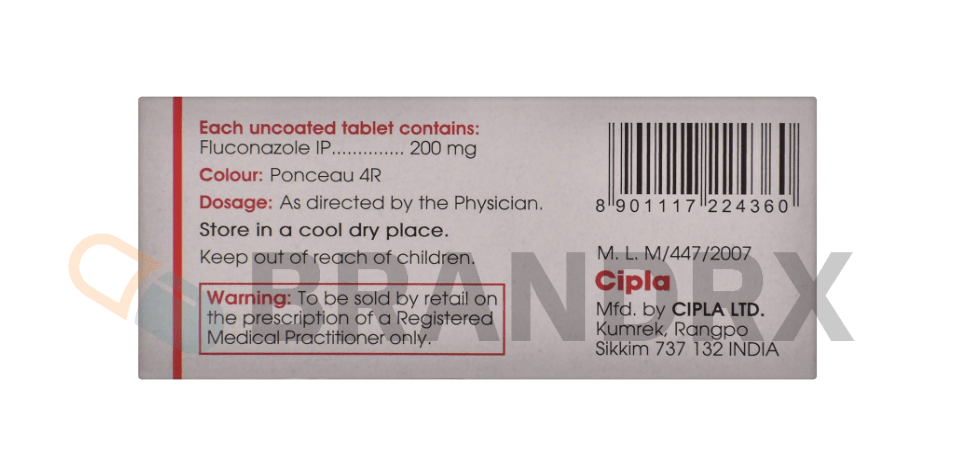 Each uncoated tablet contains:
Fluconazole IP.............. 200 mg
Colour: Ponceau 4R
Dosage: As directed by the Physician.
Store in a cool dry place.
Keep out of reach of children.
Warning: To be sold by retail on
the prescription of a Registered
Medical Practitioner only.
8 901117 224360
M. L. M/447/2007
Cipla
Mfd. by CIPLA LTD.
Kumrek, Rangpo
Sikkim 737 132 INDIA
BRANDRX